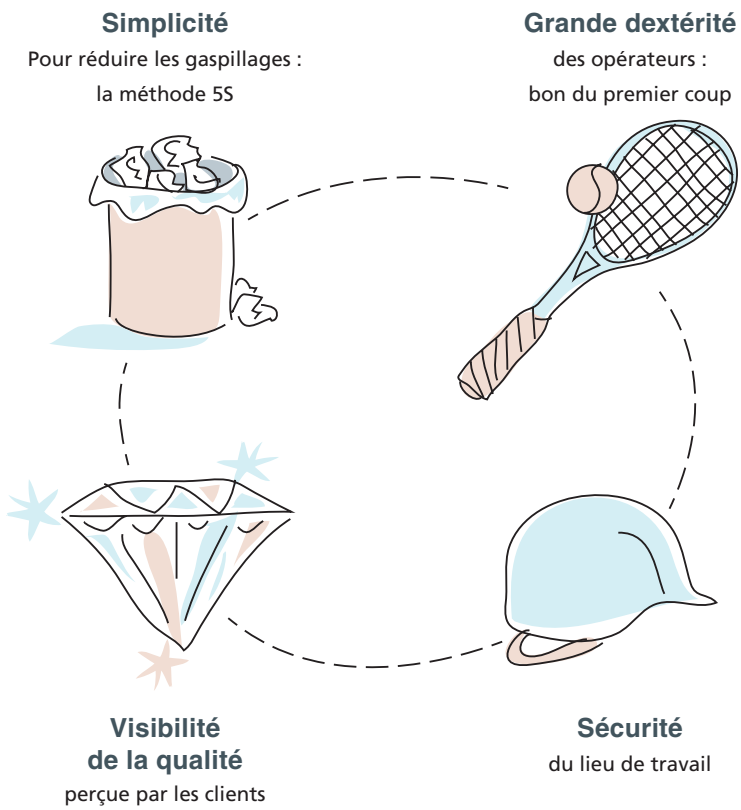 Simplicité
Pour réduire les gaspillages :
la méthode 5S
Grande dextérité
des opérateurs :
bon du premier coup
Visibilité
de la qualité
perçue par les clients
Sécurité
du lieu de travail